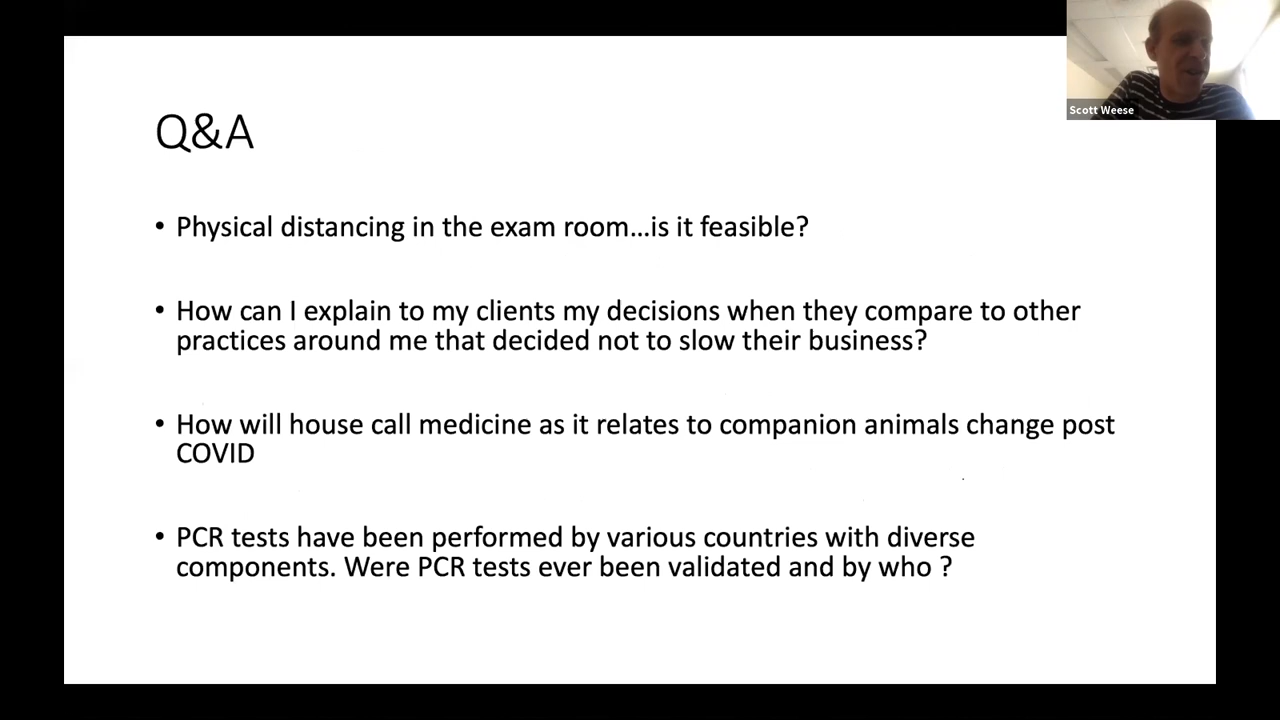 Scott Weese
Q&A
• Physical distancing in the exam room...is it feasible?
• How can I explain to my clients my decisions when they compare to other
practices around me that decided not to slow their business?
• How will house call medicine as it relates to companion animals change post
COVID
• PCR tests have been performed by various countries with diverse
components. Were PCR tests ever been validated and by who ?